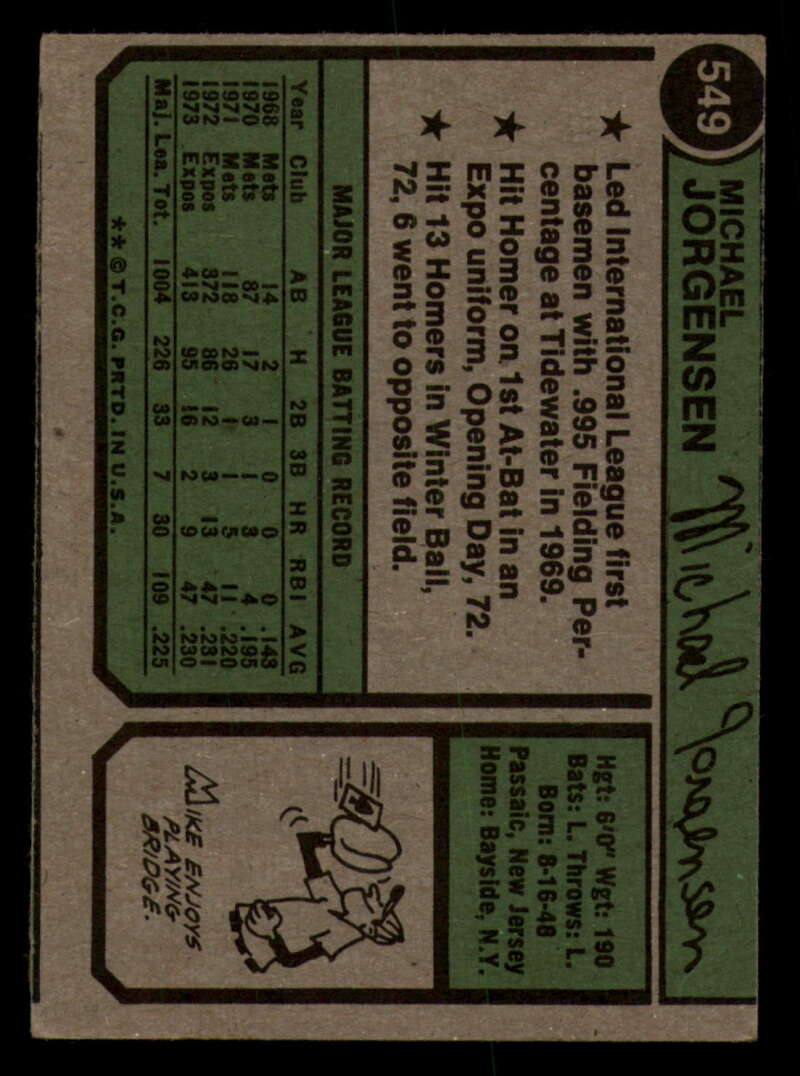 549
MICHAEL
JORGENSEN
Michael Jorgensen
★ Led International League first
basemen with .995 Fielding Per-
centage at Tidewater in 1969.
★ Hit Homer on 1st At-Bat in an
Expo uniform, Opening Day, 72.
★ Hit 13 Homers in Winter Ball,
72, 6 went to opposite field.
MAJOR LEAGUE BATTING RECORD
Year Club AB H 2B 3B HR RBI AVG
1968 Mets 14 2 1 0 0 0 .143
1970 Mets 87 17 3 1 3 4 .195
1971 Mets 118 26 1 1 5 11 .220
1972 Expos 372 86 12 3 13 47 .231
1973 Expos 413 95 16 2 9 47 .230
Maj. Lea. Tot. 1004 226 33 7 30 109 .225
** © T.C.G. PRTD. IN U.S.A.
Hgt: 6'0" Wgt: 190
Bats: L. Throws: L.
Born: 8-16-48
Passaic, New Jersey
Home: Bayside, N.Y.
MIKE ENJOYS
PLAYING
BRIDGE.